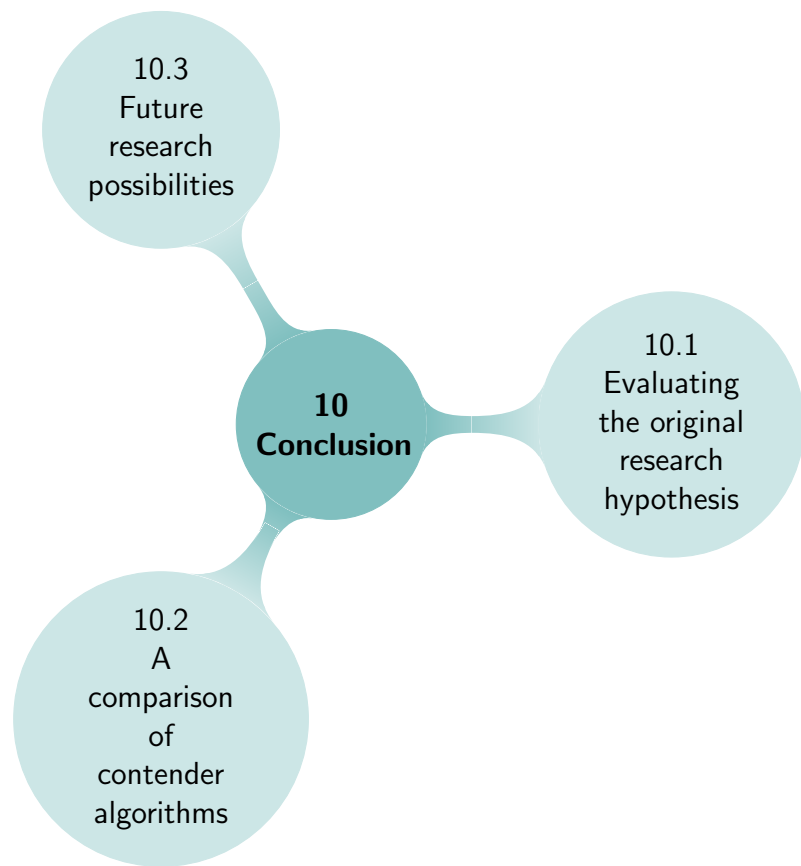 10.3
Future
research
possibilities
10.1
Evaluating
the original
research
hypothesis
10
Conclusion
10.2
A
comparison
of
contender
algorithms